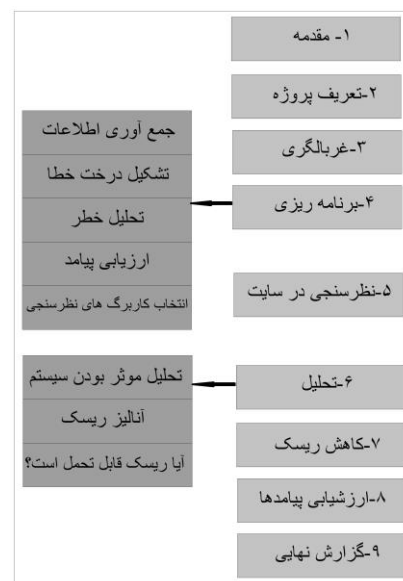 ۱- مقدمه
۲-تعریف پروژه
۳-غربالگری
۴-برنامه ریزی
جمع آوری اطلاعات
تشکیل درخت خطا
تحلیل خطر
ارزیابی پیامد
انتخاب کاربرگ های نظرسنجی
۵-نظرسنجی در سایت
۶-تحلیل
تحلیل موثر بودن سیستم
آنالیز ریسک
آیا ریسک قابل تحمل است؟
۷-کاهش ریسک
۸-ارزشیابی پیامدها
۹-گزارش نهایی